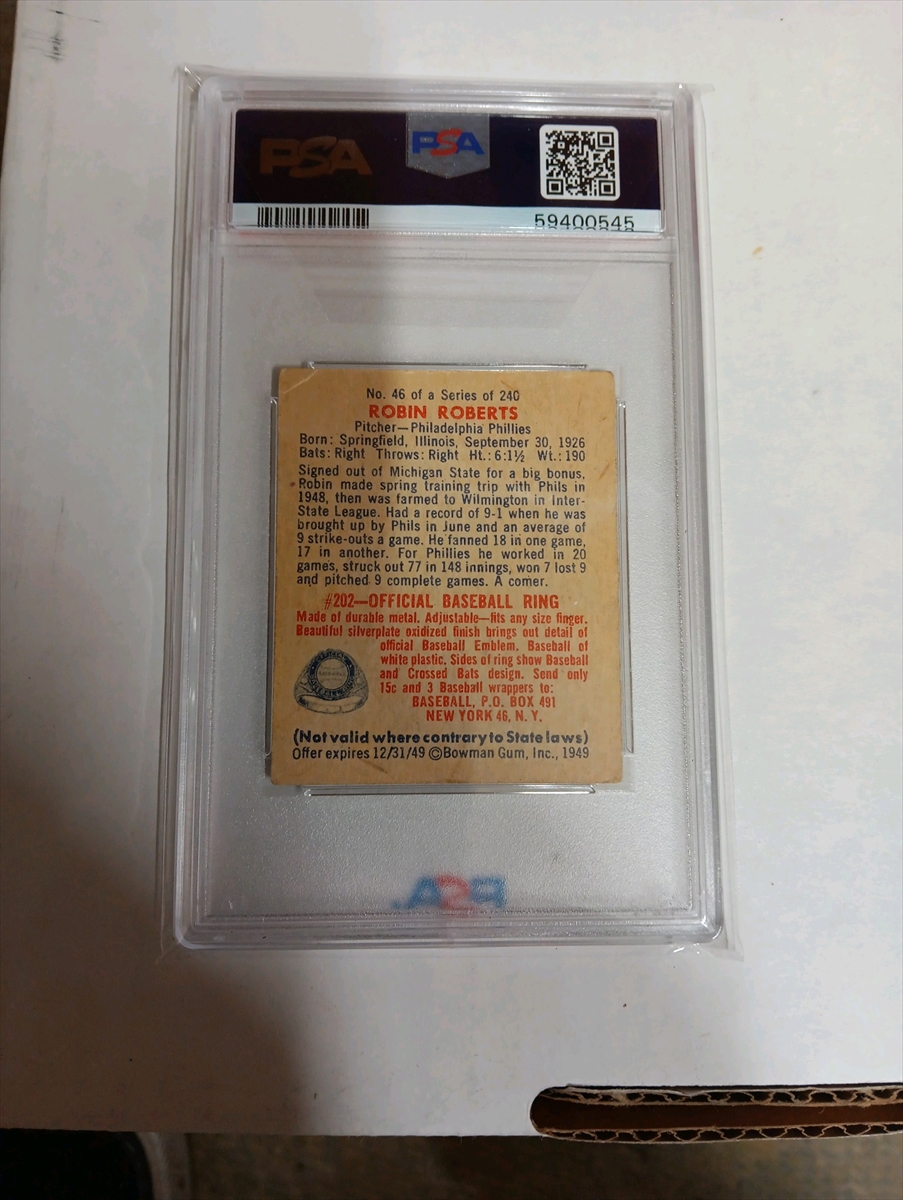 PSA
PSA
59400545
No. 46 of a Series of 240
ROBIN ROBERTS
Pitcher—Philadelphia Phillies
Born: Springfield, Illinois, September 30, 1926
Bats: Right Throws: Right Ht.: 6:1½ Wt.: 190
Signed out of Michigan State for a big bonus.
Robin made spring training trip with Phils in
1948, then was farmed to Wilmington in Inter-
State League. Had a record of 9-1 when he was
brought up by Phils in June and an average of
9 strike-outs a game. He fanned 18 in one game,
17 in another. For Phillies he worked in 20
games, struck out 77 in 148 innings, won 7 lost 9
and pitched 9 complete games. A comer.
#202—OFFICIAL BASEBALL RING
Made of durable metal. Adjustable—fits any size finger.
Beautiful silverplate oxidized finish brings out detail of
official Baseball Emblem. Baseball of
white plastic. Sides of ring show Baseball
and Crossed Bats design. Send only
15c and 3 Baseball wrappers to:
BASEBALL, P.O. BOX 491
NEW YORK 46, N. Y.
(Not valid where contrary to State laws)
Offer expires 12/31/49 ©Bowman Gum, Inc., 1949
PSA